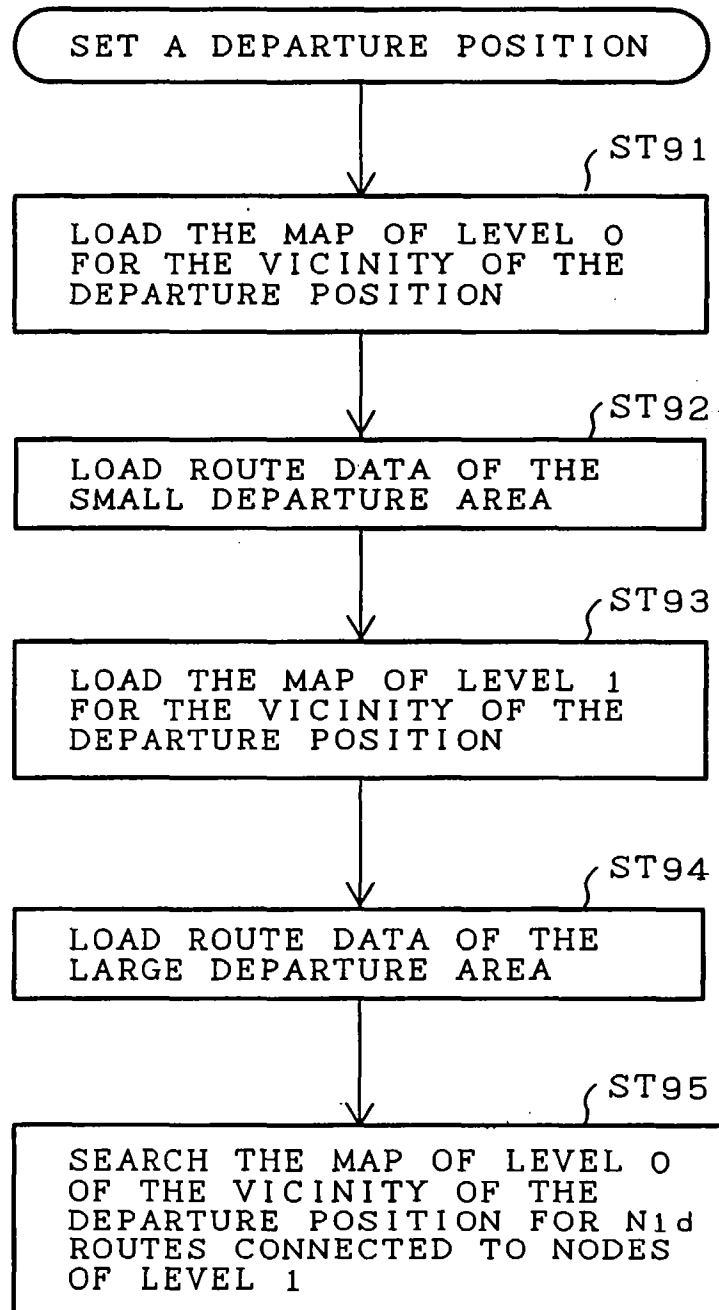 SET A DEPARTURE POSITION
ST91
LOAD THE MAP OF LEVEL 0
FOR THE VICINITY OF THE
DEPARTURE POSITION
ST92
LOAD ROUTE DATA OF THE
SMALL DEPARTURE AREA
ST93
LOAD THE MAP OF LEVEL 1
FOR THE VICINITY OF THE
DEPARTURE POSITION
ST94
LOAD ROUTE DATA OF THE
LARGE DEPARTURE AREA
ST95
SEARCH THE MAP OF LEVEL 0
OF THE VICINITY OF THE
DEPARTURE POSITION FOR N1d
ROUTES CONNECTED TO NODES
OF LEVEL 1